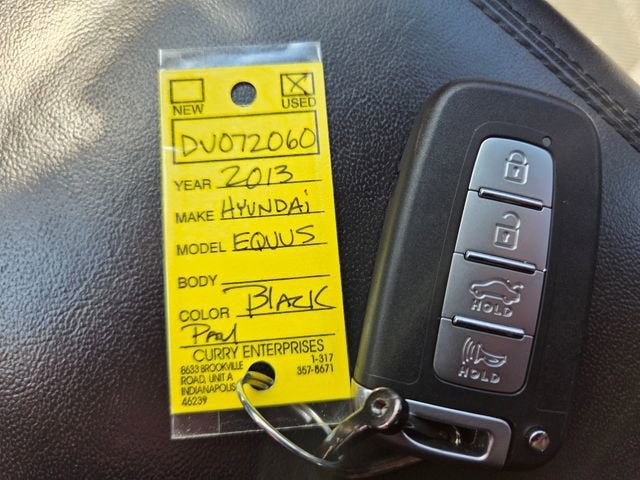 NEW
USED
DU072060
YEAR 2013
MAKE HYUNDAi
MODEL EQUUS
BODY
COLOR BLACK
Paul
CURRY ENTERPRISES
8633 BROOKVILLE
ROAD, UNIT A
INDIANAPOLIS
46239
1-317
357-8671
HOLD
HOLD